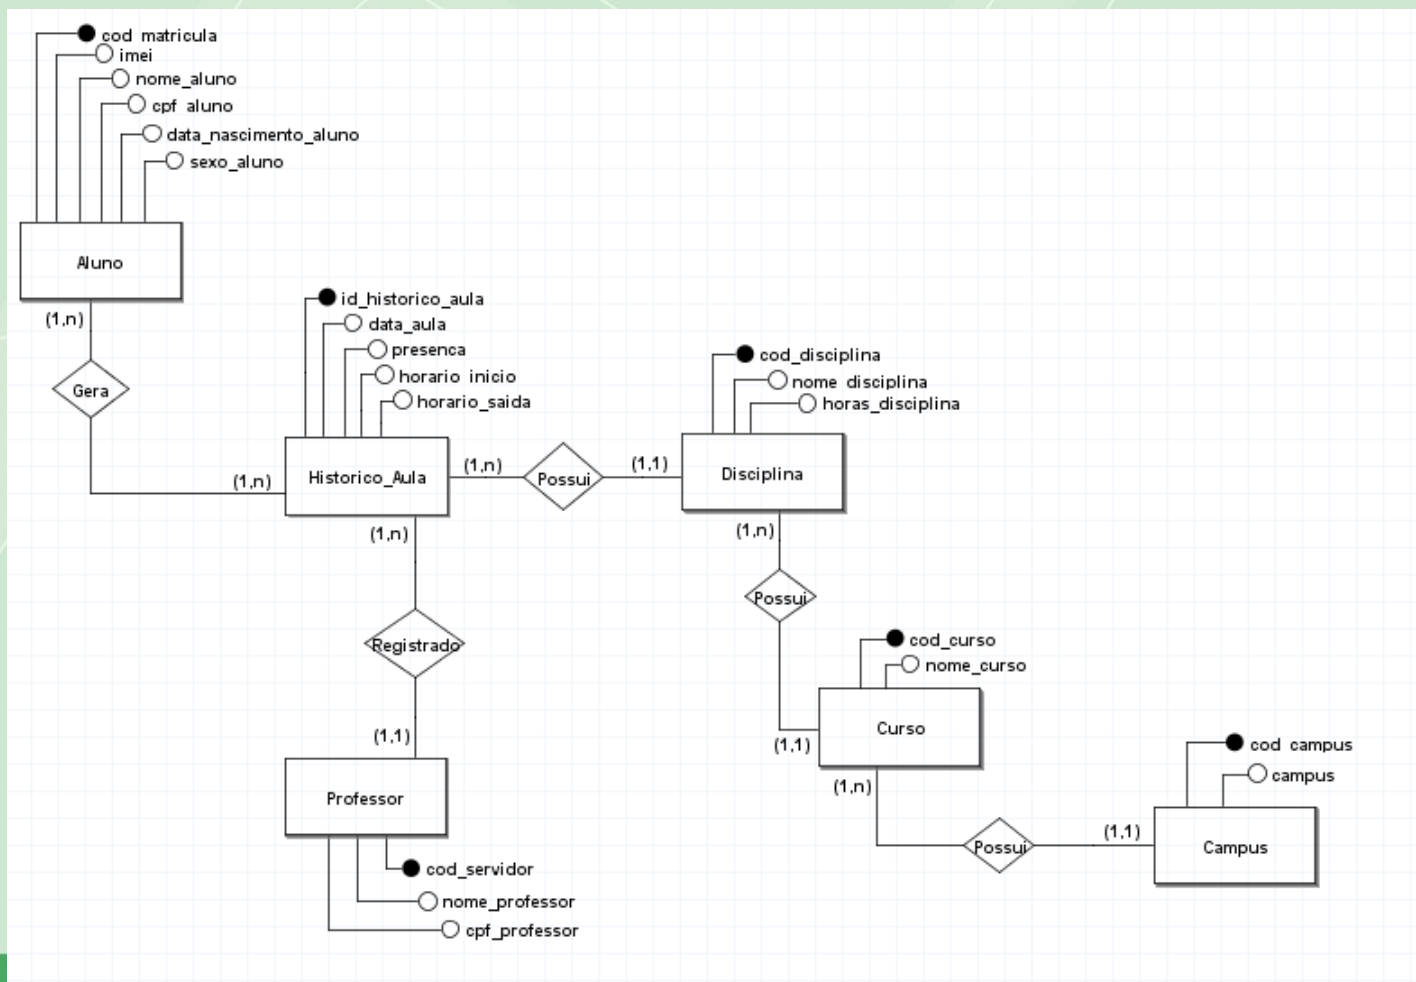 cod_matricula
imei
nome_aluno
cpf_aluno
data_nascimento_aluno
sexo_aluno
Aluno
(1,n)
Gera
(1,n)
id_historico_aula
data_aula
presenca
horario_inicio
horario_saida
Historico_Aula
(1,n)
Possui
(1,1)
cod_disciplina
nome_disciplina
horas_disciplina
Disciplina
(1,n)
Registrado
(1,1)
Professor
cod_servidor
nome_professor
cpf_professor
(1,n)
Possui
(1,1)
cod_curso
nome_curso
Curso
(1,n)
Possui
(1,1)
cod_campus
campus
Campus